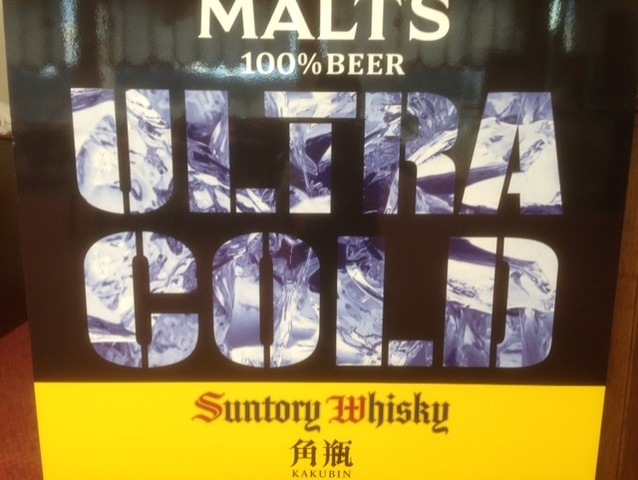 MALTS
100%BEER
ULTRA
COLD
Suntory Whisky
角瓶
KAKUBIN